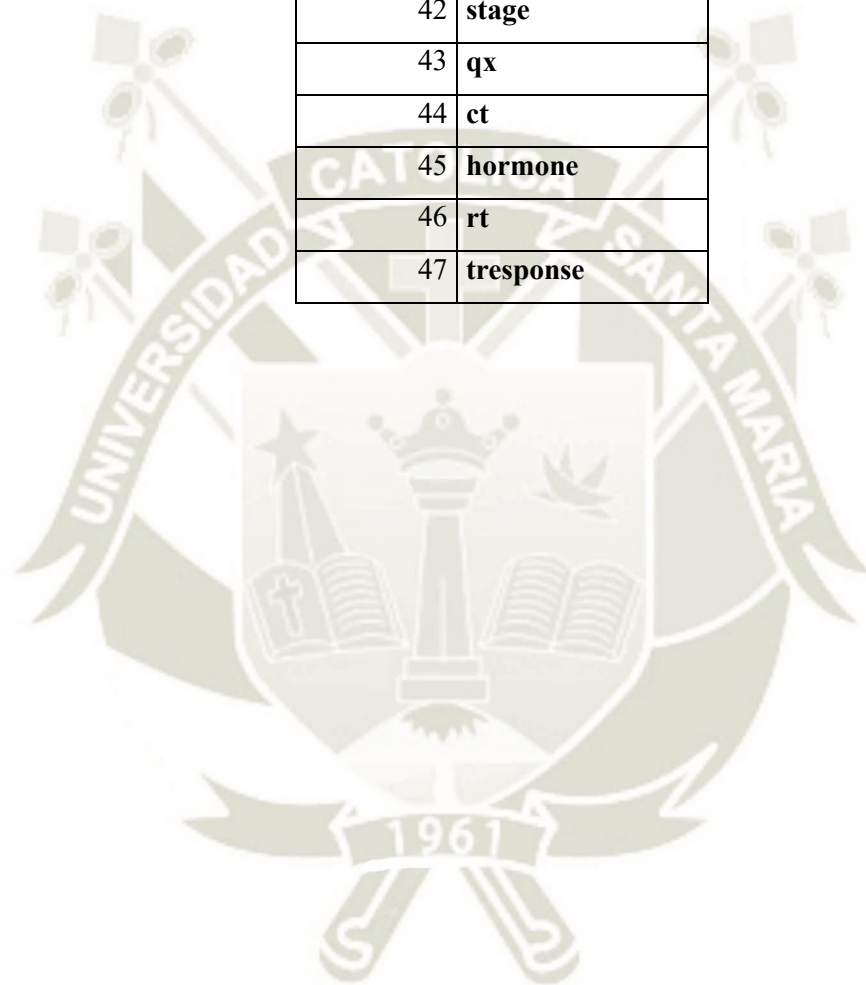 42 stage
43 qx
44 ct
45 hormone
46 rt
47 tresponse
UNIVERSIDAD CATOLICA SANTA MARIA
1961